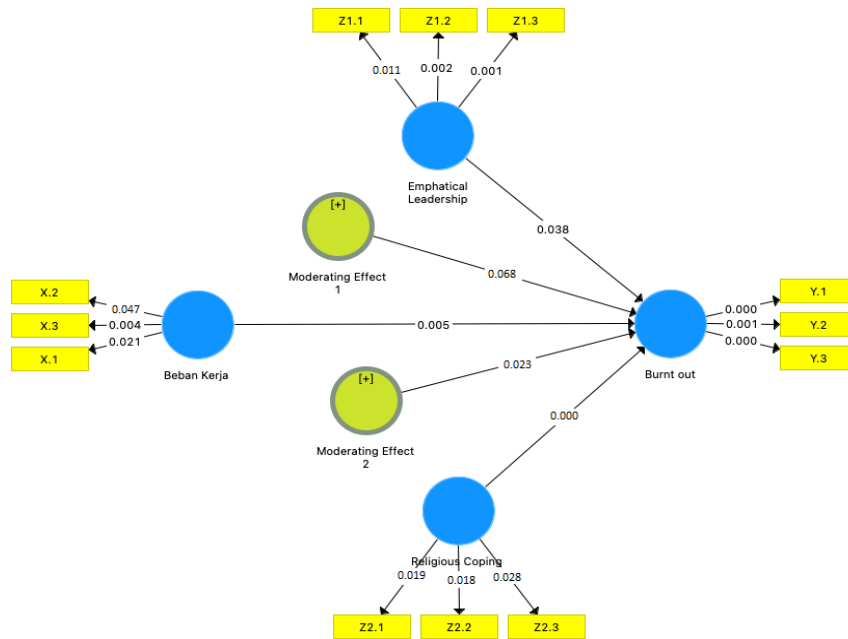 Z1.1 Z1.2 Z1.3
0.011 0.002 0.001
Emphatical
Leadership
[+]
0.038
Moderating Effect
1
0.068
X.2
X.3
X.1
0.047
0.004
0.021
Beban Kerja
0.005
0.000
0.001
0.000
Y.1
Y.2
Y.3
Burnt out
[+]
0.023
Moderating Effect
2
0.000
Religious Coping
0.019 0.018 0.028
Z2.1 Z2.2 Z2.3